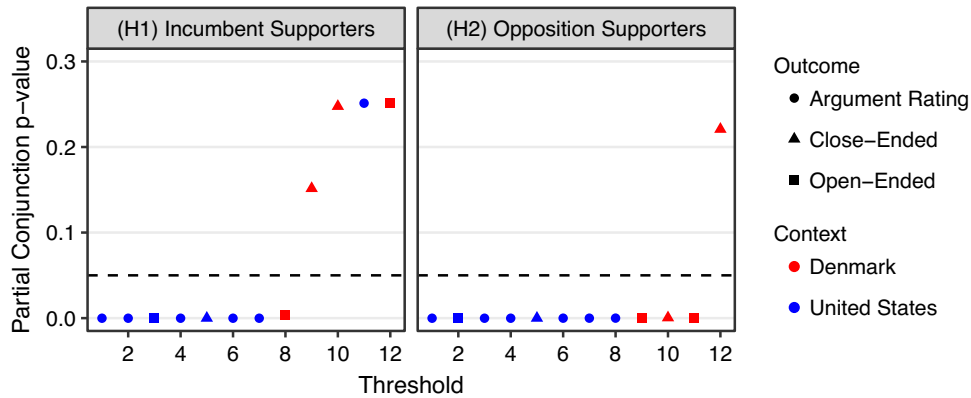 (H1) Incumbent Supporters
(H2) Opposition Supporters
Partial Conjunction p−value
0.3
0.2
0.1
0.0
2 4 6 8 10 12
2 4 6 8 10 12
Threshold
Outcome
Argument Rating
Close−Ended
Open−Ended
Context
Denmark
United States